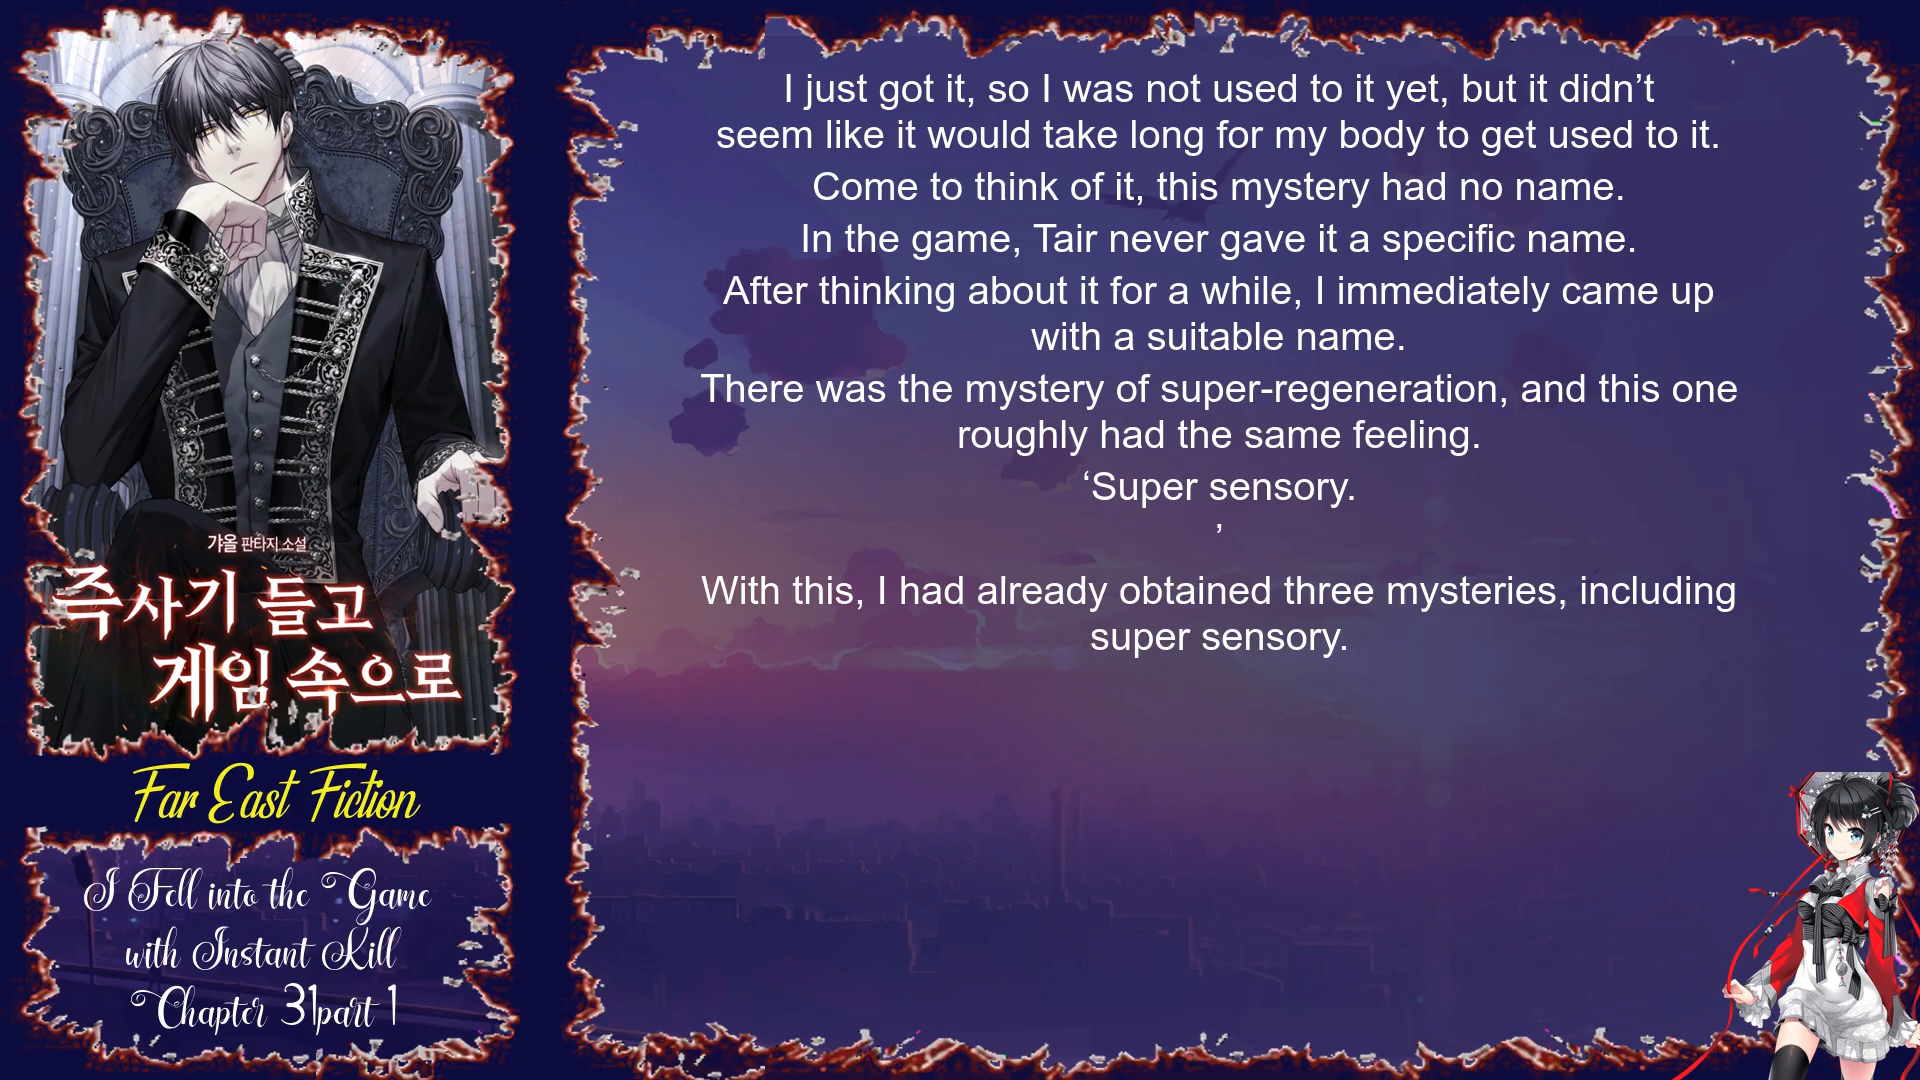 I just got it, so I was not used to it yet, but it didn’t
seem like it would take long for my body to get used to it.
Come to think of it, this mystery had no name.
In the game, Tair never gave it a specific name.
After thinking about it for a while, I immediately came up
with a suitable name.
There was the mystery of super-regeneration, and this one
roughly had the same feeling.
‘Super sensory.
’
With this, I had already obtained three mysteries, including
super sensory.
갸올 판타지 소설
즉사기 들고
게임 속으로
Far East Fiction
I Fell into the Game
with Instant Kill
Chapter 31part 1